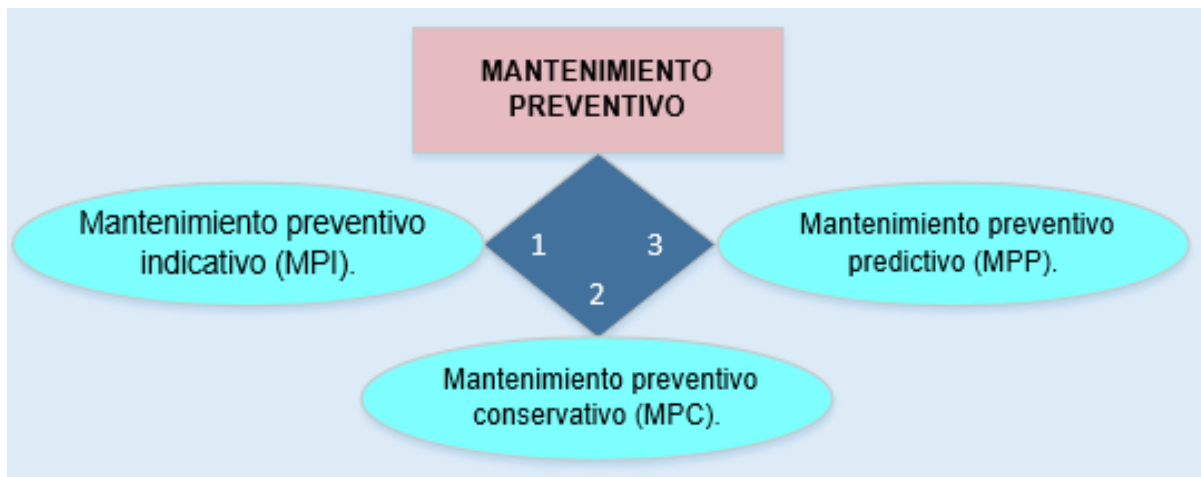 MANTENIMIENTO
PREVENTIVO
Mantenimiento preventivo
indicativo (MPI).
1
3
2
Mantenimiento preventivo
predictivo (MPP).
Mantenimiento preventivo
conservativo (MPC).